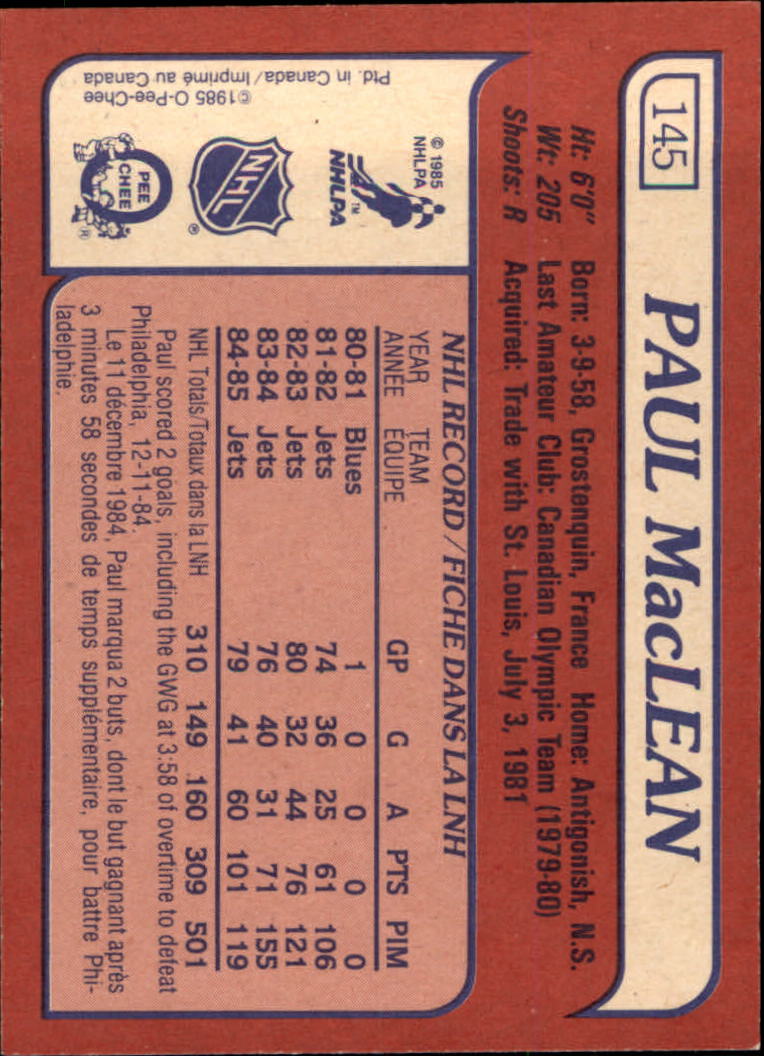 145
PAUL MacLEAN
Ht: 6'0" Born: 3-9-58, Grostenquin, France Home: Antigonish, N.S.
Wt: 205 Last Amateur Club: Canadian Olympic Team (1979-80)
Shoots: R Acquired: Trade with St. Louis, July 3, 1981
© 1985
NHLPA
NHLPA
TM
NHL
®
PEE
CHEE
®
©1985 O-Pee-Chee
Ptd. in Canada/Imprimé au Canada
NHL RECORD/FICHE DANS LA LNH
YEAR TEAM
ANNÉE ÉQUIPE GP G A PTS PIM
80-81 Blues 1 0 0 0 0
81-82 Jets 74 36 25 61 106
82-83 Jets 80 32 44 76 121
83-84 Jets 76 40 31 71 155
84-85 Jets 79 41 60 101 119
NHL Totals/Totaux dans la LNH 310 149 160 309 501
Paul scored 2 goals, including the GWG at 3:58 of overtime to defeat
Philadelphia, 12-11-84.
Le 11 décembre 1984, Paul marqua 2 buts, dont le but gagnant après
3 minutes 58 secondes de temps supplémentaire, pour battre Phi-
ladelphie.